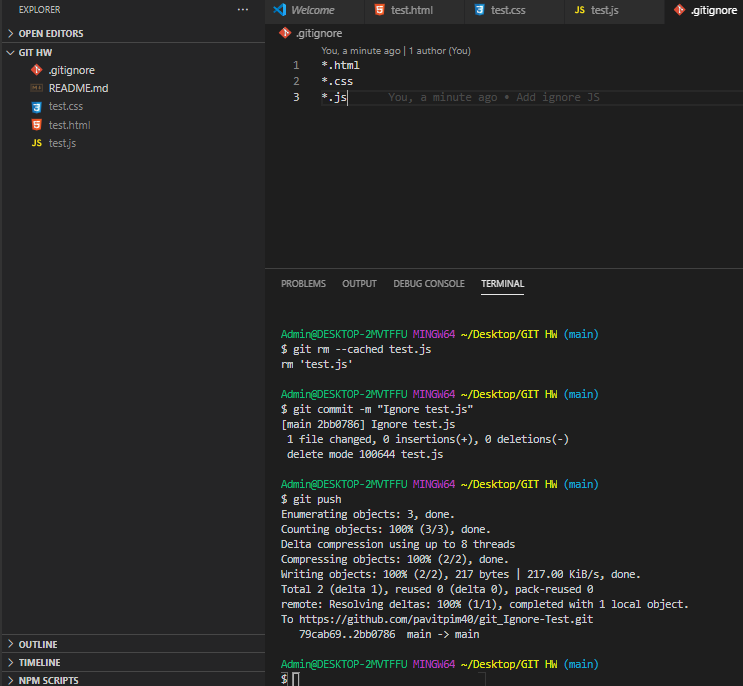 EXPLORER
Welcome
test.html
test.css
JS test.js
.gitignore
OPEN EDITORS
GIT HW
.gitignore
README.md
test.css
test.html
JS test.js
.gitignore
You, a minute ago | 1 author (You)
1 *.html
2 *.css
3 *.js You, a minute ago • Add ignore JS
PROBLEMS OUTPUT DEBUG CONSOLE TERMINAL
Admin@DESKTOP-2MVTFFU MINGW64 ~/Desktop/GIT HW (main)
$ git rm --cached test.js
rm 'test.js'
Admin@DESKTOP-2MVTFFU MINGW64 ~/Desktop/GIT HW (main)
$ git commit -m "Ignore test.js"
[main 2bb0786] Ignore test.js
1 file changed, 0 insertions(+), 0 deletions(-)
delete mode 100644 test.js
Admin@DESKTOP-2MVTFFU MINGW64 ~/Desktop/GIT HW (main)
$ git push
Enumerating objects: 3, done.
Counting objects: 100% (3/3), done.
Delta compression using up to 8 threads
Compressing objects: 100% (2/2), done.
Writing objects: 100% (2/2), 217 bytes | 217.00 KiB/s, done.
Total 2 (delta 1), reused 0 (delta 0), pack-reused 0
remote: Resolving deltas: 100% (1/1), completed with 1 local object.
To https://github.com/pavitpim40/git_Ignore-Test.git
79cab69..2bb0786 main -> main
Admin@DESKTOP-2MVTFFU MINGW64 ~/Desktop/GIT HW (main)
$
OUTLINE
TIMELINE
NPM SCRIPTS